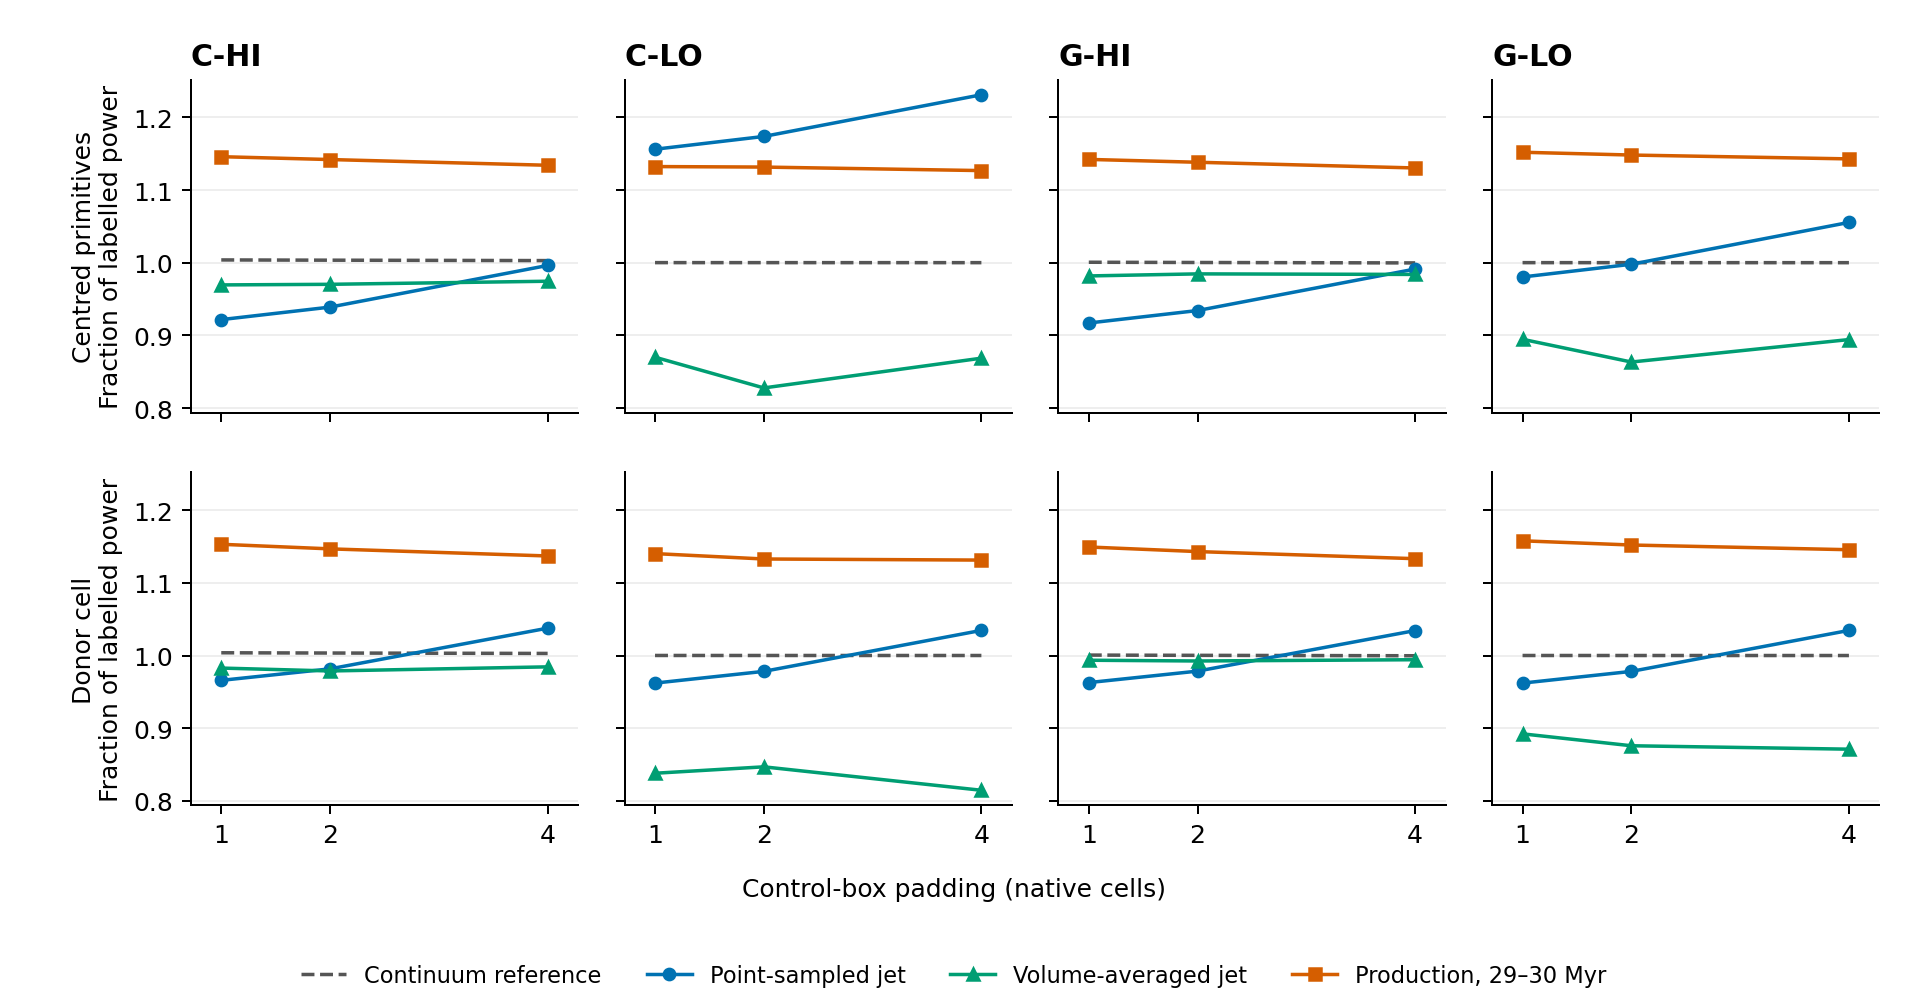 C-HI
C-LO
G-HI
G-LO
Centred primitives
Fraction of labelled power
1.2
1.1
1.0
0.9
0.8
Donor cell
Fraction of labelled power
1.2
1.1
1.0
0.9
0.8
1 2 4
1 2 4
1 2 4
1 2 4
Control-box padding (native cells)
Continuum reference
Point-sampled jet
Volume-averaged jet
Production, 29–30 Myr